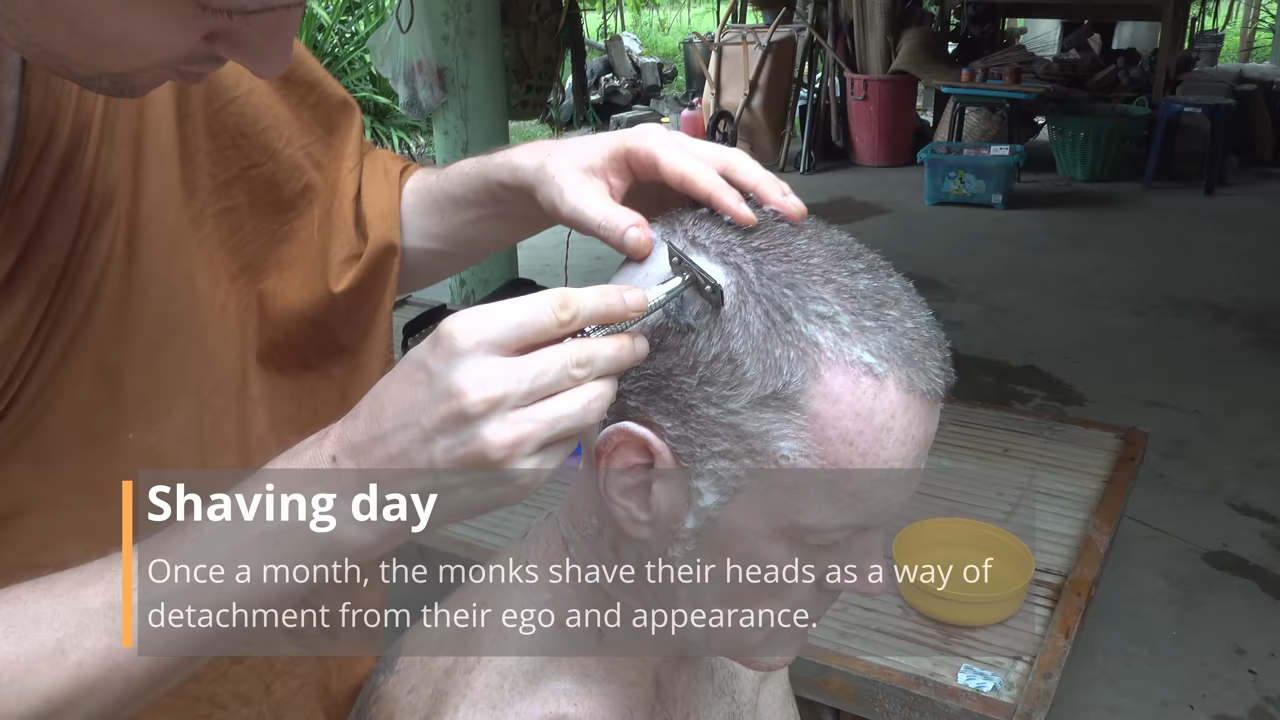 Shaving day
Once a month, the monks shave their heads as a way of
detachment from their ego and appearance.